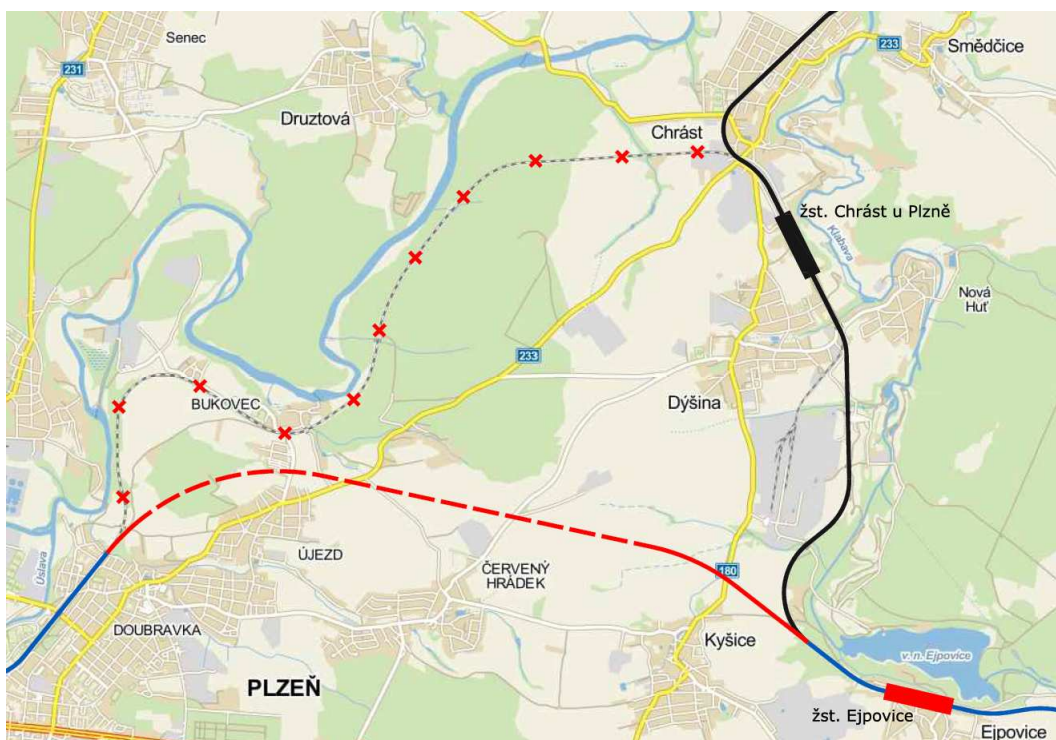 Senec
231
Druztová
233
Smědčice
Chrást
žst. Chrást u Plzně
Klabava
Nová
Huť
233
BUKOVEC
Dýšina
ÚJEZD
ČERVENÝ
HRÁDEK
180
Úslava
DOUBRAVKA
Kyšice
v. n. Ejpovice
PLZEŇ
žst. Ejpovice
Ejpovice